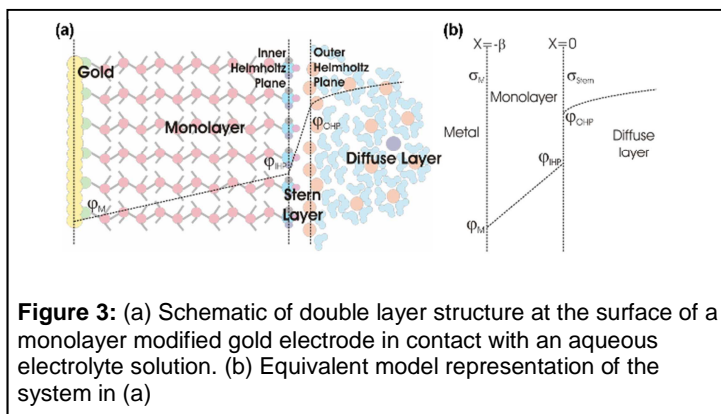 (a)
Gold
Monolayer
Inner
Helmholtz
Plane
Outer
Helmholtz
Plane
φOHP
φIHP
φM
Stern
Layer
Diffuse Layer
(b)
X=-β
X=0
σM
σStern
Monolayer
φOHP
Metal
φIHP
Diffuse
layer
φM
Figure 3: (a) Schematic of double layer structure at the surface of a
monolayer modified gold electrode in contact with an aqueous
electrolyte solution. (b) Equivalent model representation of the
system in (a)